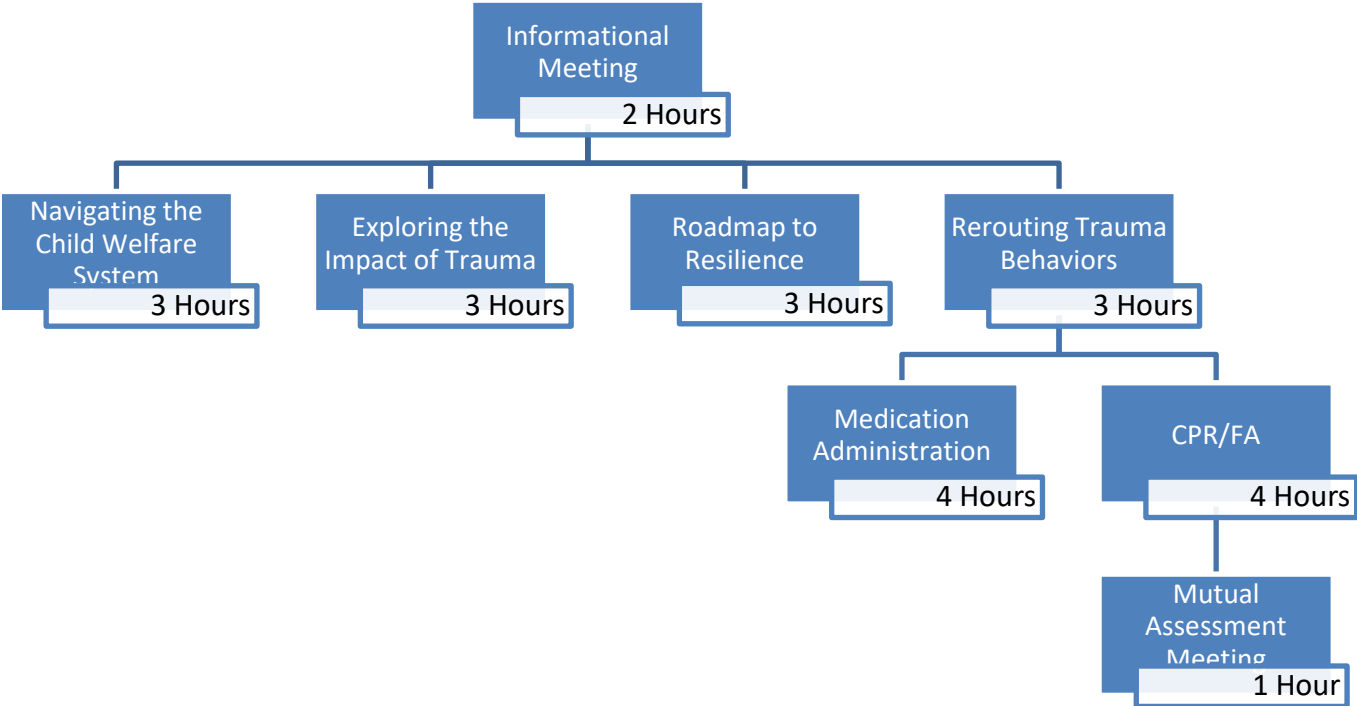 Informational
Meeting
2 Hours
Navigating the
Child Welfare
System
3 Hours
Exploring the
Impact of Trauma
3 Hours
Roadmap to
Resilience
3 Hours
Rerouting Trauma
Behaviors
3 Hours
Medication
Administration
4 Hours
CPR/FA
4 Hours
Mutual
Assessment
Meeting
1 Hour